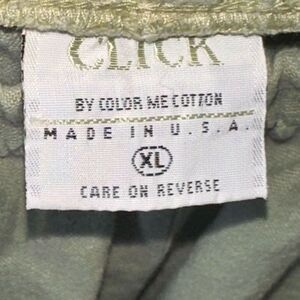 CLICK
BY COLOR ME COTTON
MADE IN U.S.A.
XL
CARE ON REVERSE